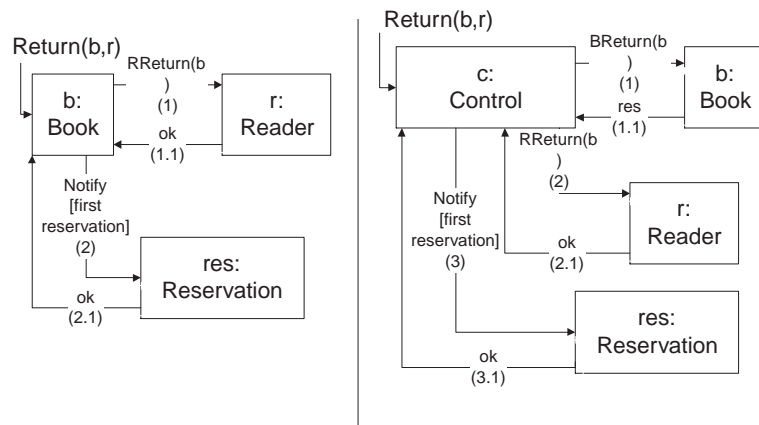 Return(b,r)
RReturn(b
)
(1)
b:
Book
r:
Reader
ok
(1.1)
Notify
[first
reservation]
(2)
res:
Reservation
ok
(2.1)
Return(b,r)
c:
Control
BReturn(b
)
(1)
b:
Book
res
(1.1)
RReturn(b
)
(2)
Notify
[first
reservation]
(3)
r:
Reader
ok
(2.1)
res:
Reservation
ok
(3.1)